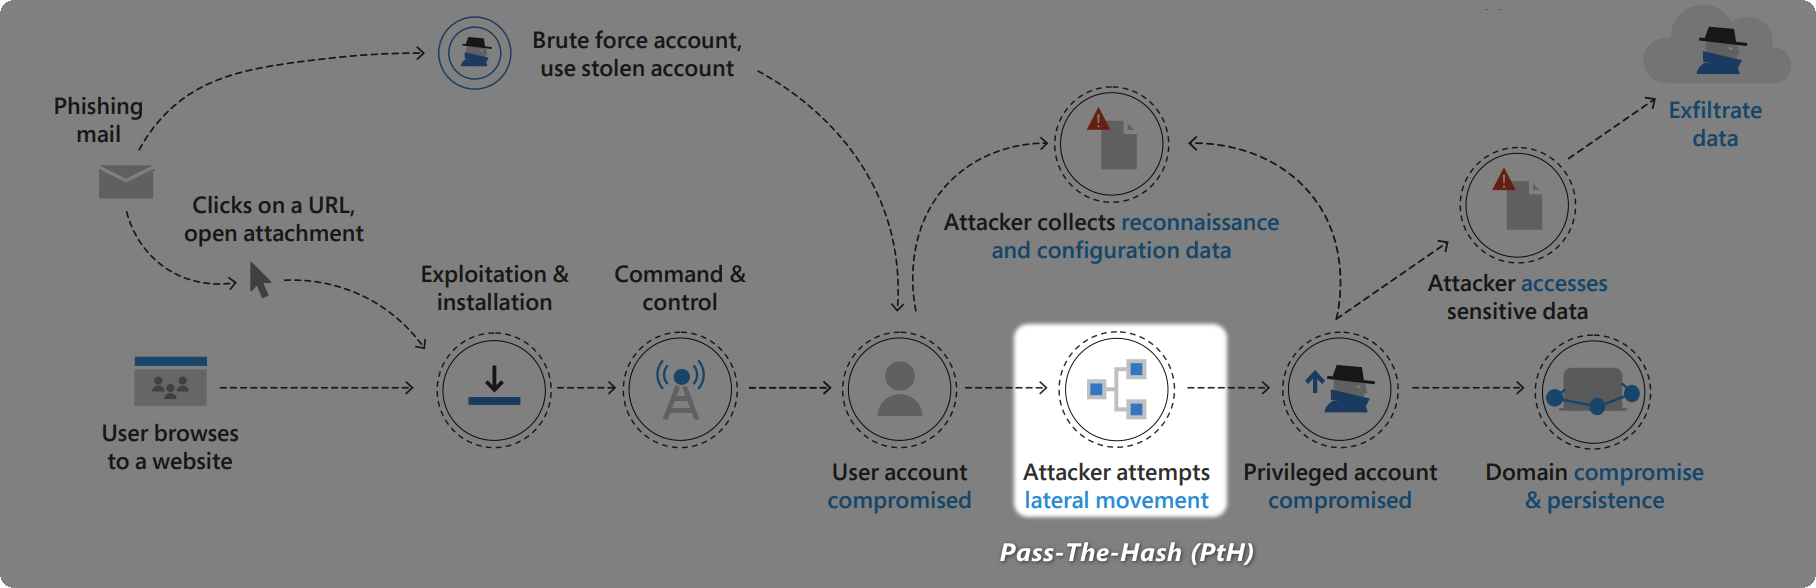 Brute force account,
use stolen account
Phishing
mail
Clicks on a URL,
open attachment
Exploitation &
installation
Command &
control
Attacker collects reconnaissance
and configuration data
Exfiltrate
data
Attacker accesses
sensitive data
User browses
to a website
User account
compromised
Attacker attempts
lateral movement
Privileged account
compromised
Domain compromise
& persistence
Pass-The-Hash (PtH)